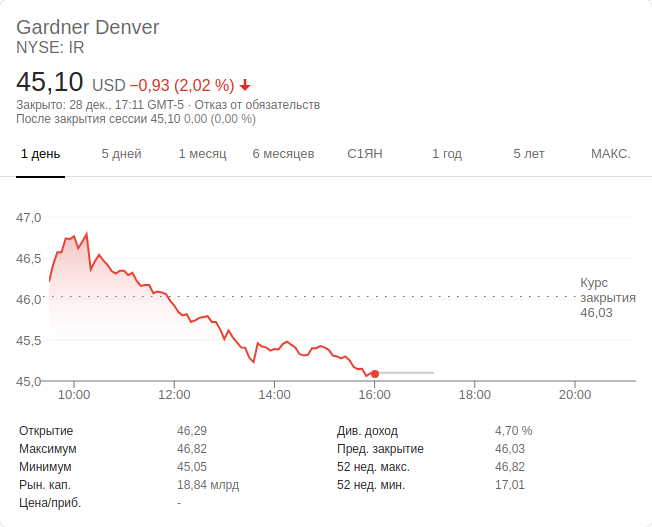 Gardner Denver
NYSE: IR
45,10 USD −0,93 (2,02 %)
Закрыто: 28 дек., 17:11 GMT-5 · Отказ от обязательств
После закрытия сессии 45,10 0,00 (0,00 %)
1 день 5 дней 1 месяц 6 месяцев С1ЯН 1 год 5 лет МАКС.
47,0
46,5
46,0
45,5
45,0
Курс
закрытия
46,03
10:00 12:00 14:00 16:00 18:00 20:00
Открытие 46,29 Див. доход 4,70 %
Максимум 46,82 Пред. закрытие 46,03
Минимум 45,05 52 нед. макс. 46,82
Рын. кап. 18,84 млрд 52 нед. мин. 17,01
Цена/приб. -